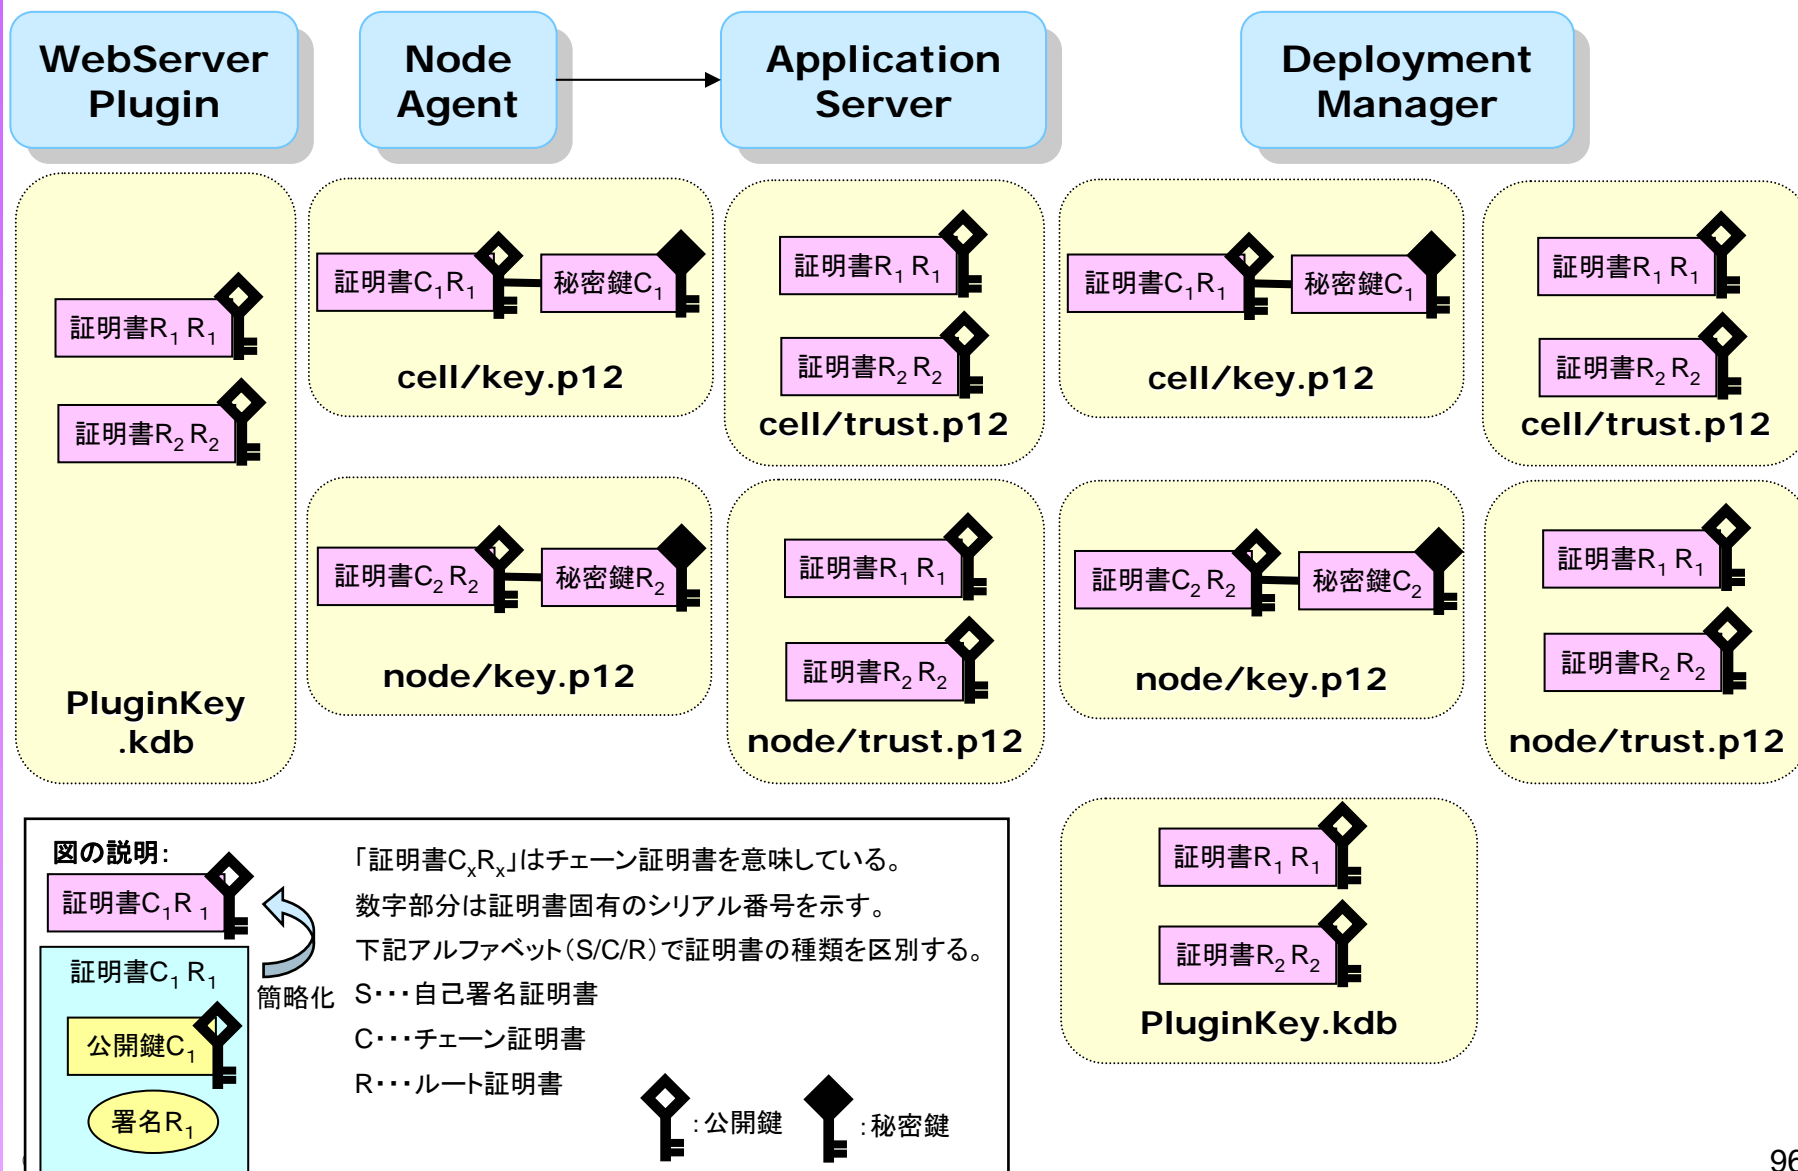 WebServer
Plugin
Node
Agent
Application
Server
Deployment
Manager
証明書R1 R1
証明書R2 R2
PluginKey
.kdb
証明書C1R1
秘密鍵C1
cell/key.p12
証明書C2 R2
秘密鍵R2
node/key.p12
証明書R1 R1
証明書R2 R2
cell/trust.p12
証明書R1 R1
証明書R2 R2
node/trust.p12
証明書C1R1
秘密鍵C1
cell/key.p12
証明書C2 R2
秘密鍵C2
node/key.p12
証明書R1 R1
証明書R2 R2
cell/trust.p12
証明書R1 R1
証明書R2 R2
node/trust.p12
証明書R1 R1
証明書R2 R2
PluginKey.kdb
図の説明:
証明書C1R 1
証明書C1 R1
公開鍵C1
署名R1
簡略化
「証明書CxRx」はチェーン証明書を意味している。
数字部分は証明書固有のシリアル番号を示す。
下記アルファベット(S/C/R)で証明書の種類を区別する。
S・・・自己署名証明書
C・・・チェーン証明書
R・・・ルート証明書
:公開鍵
:秘密鍵
96